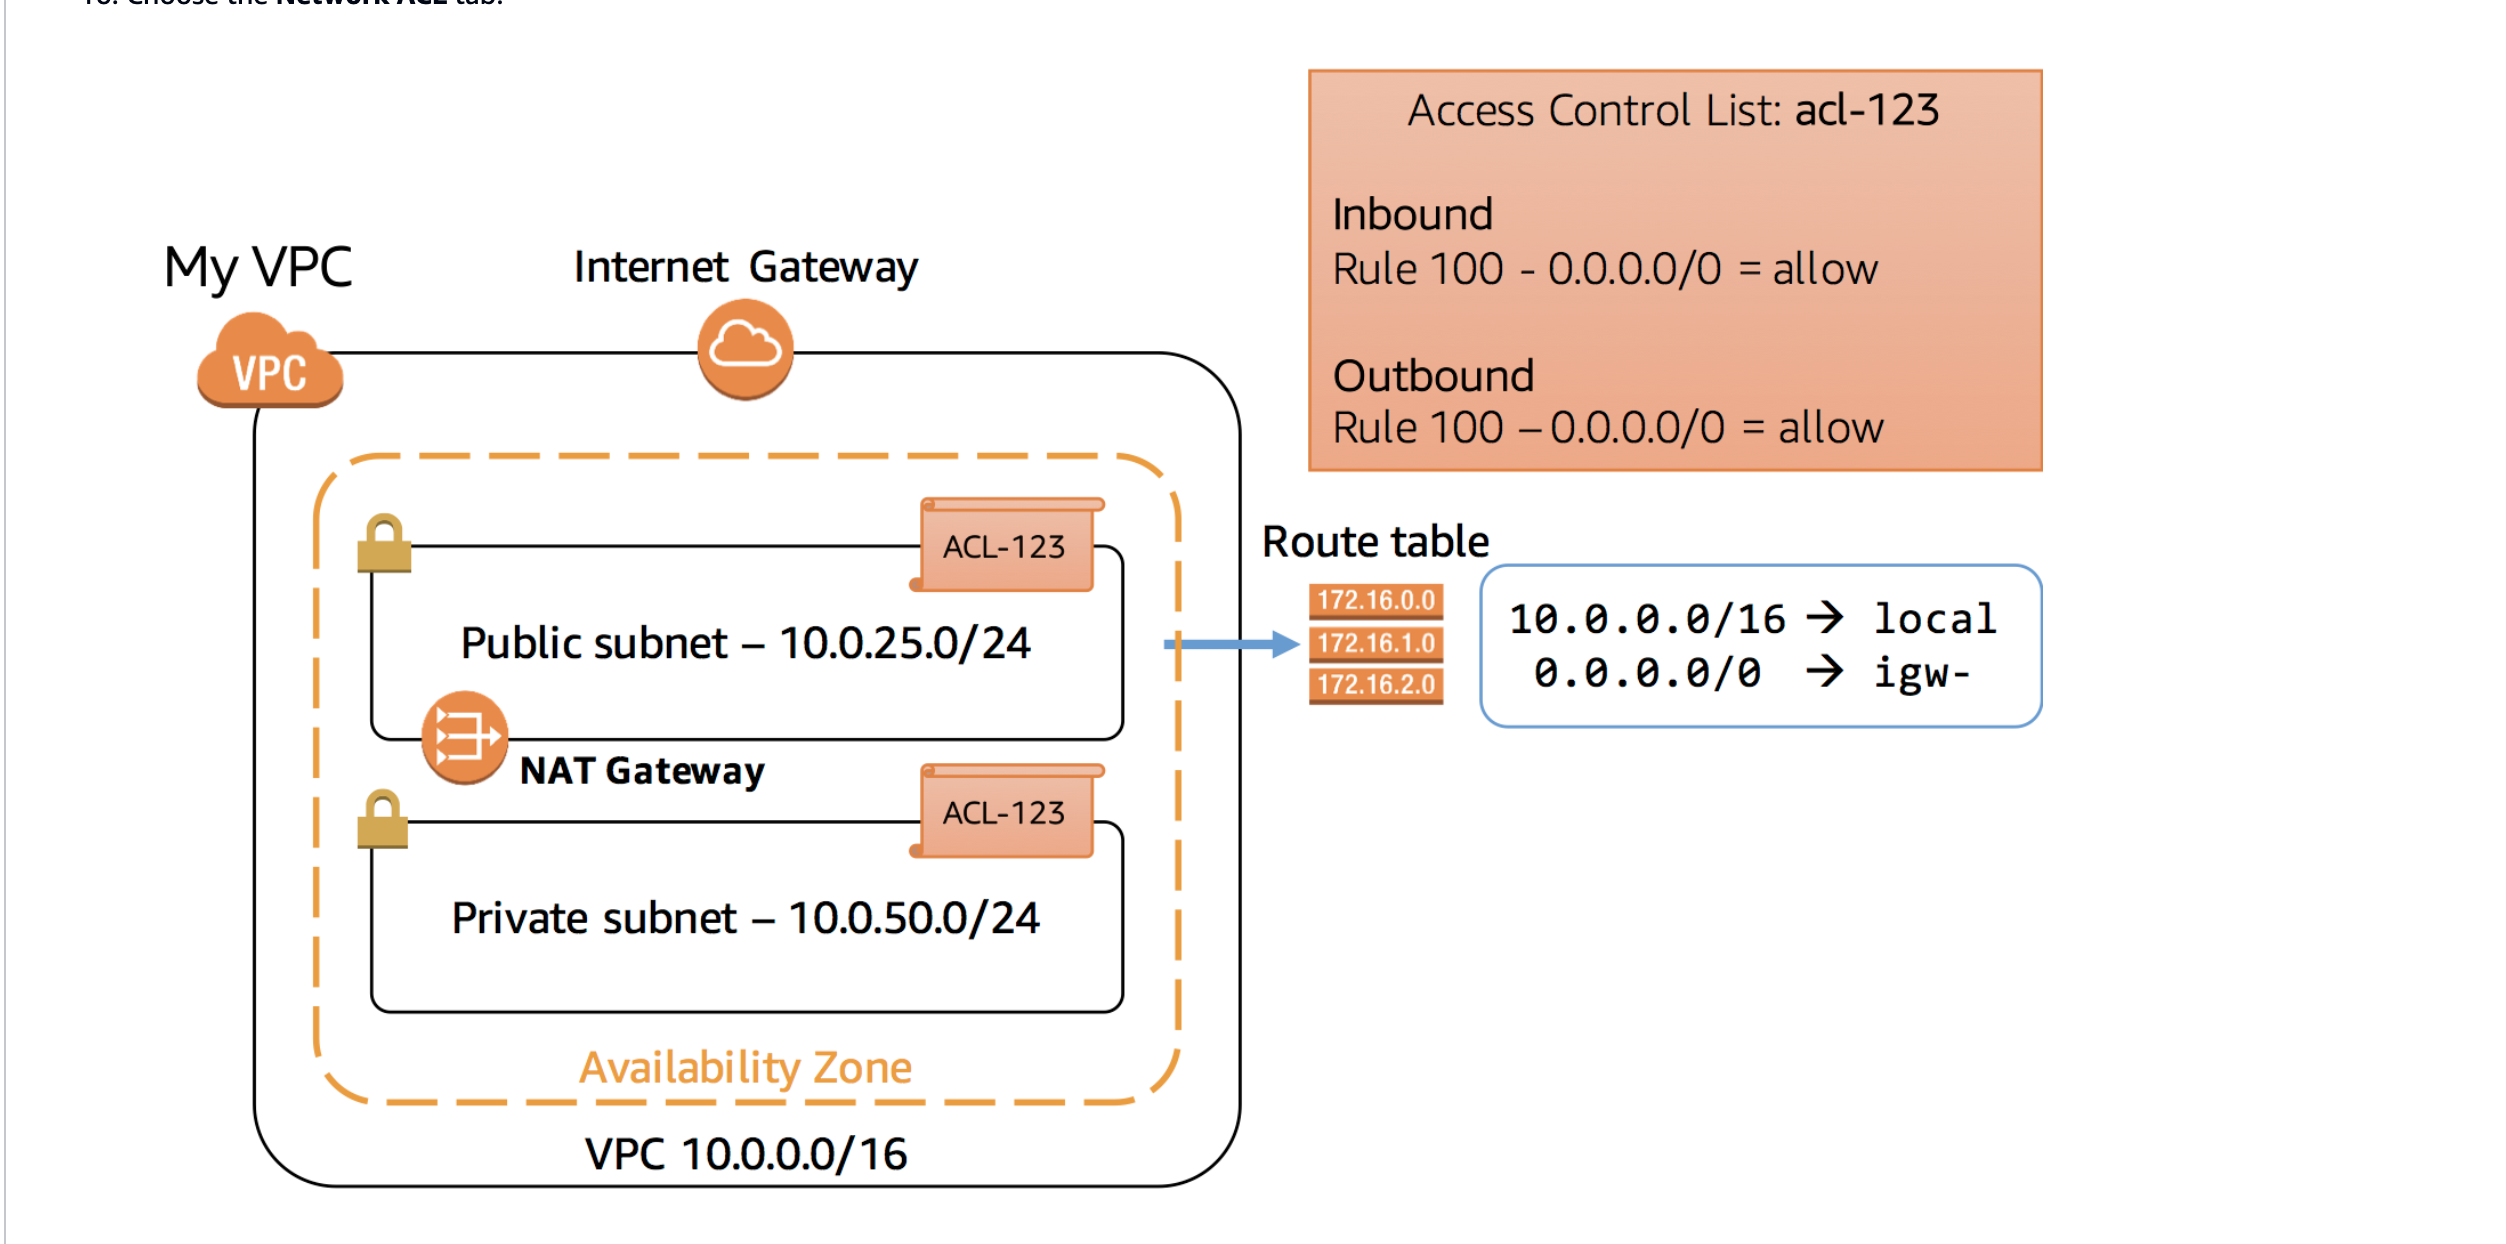 10. Choose the Network ACL tab.
Access Control List: acl-123
Inbound
Rule 100 - 0.0.0.0/0 = allow
Outbound
Rule 100 – 0.0.0.0/0 = allow
My VPC
Internet Gateway
VPC
ACL-123
Public subnet – 10.0.25.0/24
NAT Gateway
ACL-123
Private subnet – 10.0.50.0/24
Availability Zone
VPC 10.0.0.0/16
Route table
172.16.0.0
172.16.1.0
172.16.2.0
10.0.0.0/16 → local
0.0.0.0/0 → igw-